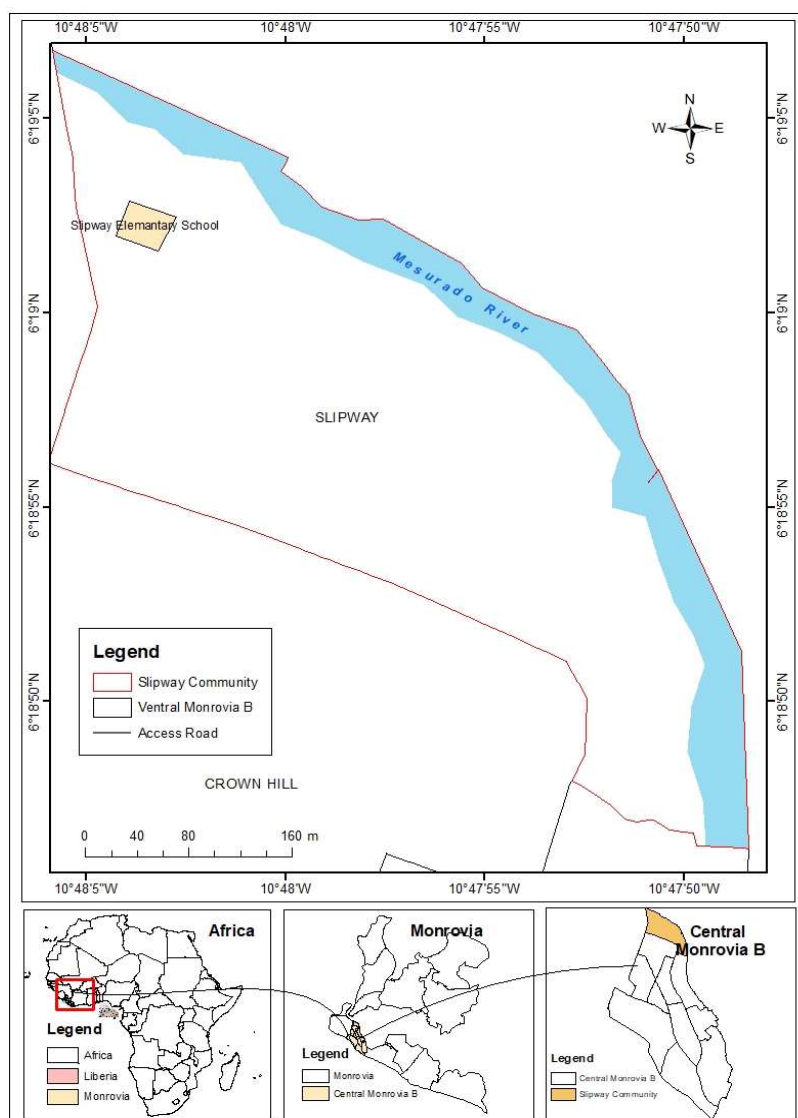 10°48'5"W 10°48'W 10°47'55"W 10°47'50"W
6°19'5"N
6°19'5"N
N
W E
S
Slipway Elemantary School
Mesurado River
6°19'N
6°19'N
SLIPWAY
6°18'55"N
6°18'55"N
Legend
Slipway Community
Ventral Monrovia B
Access Road
6°18'50"N
6°18'50"N
CROWN HILL
0 40 80 160 m
10°48'5"W 10°48'W 10°47'55"W 10°47'50"W
Africa
Legend
Africa
Liberia
Monrovia
Monrovia
Legend
Monrovia
Central Monrovia B
Central
Monrovia B
Legend
Central Monrovia B
Slipway Community